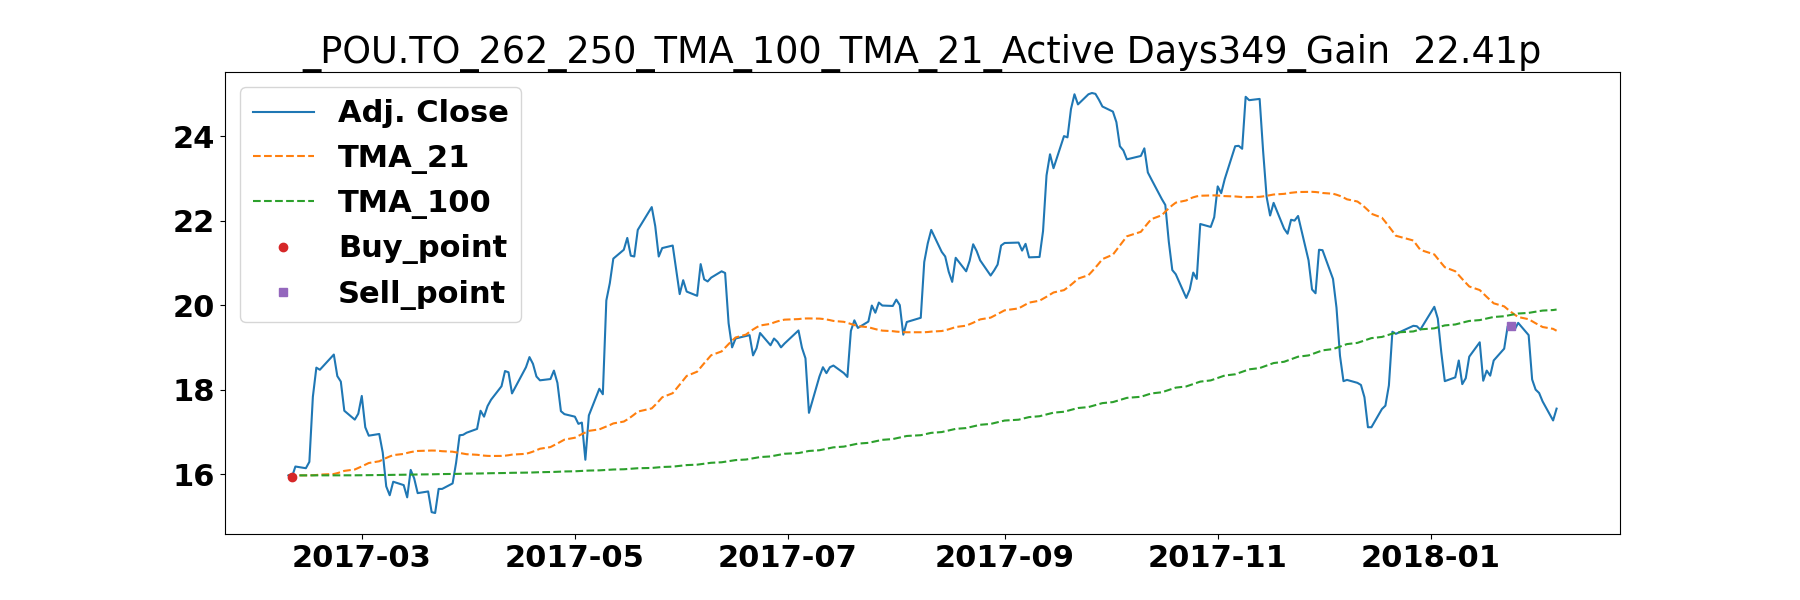 _POU.TO_262_250_TMA_100_TMA_21_Active Days349_Gain  22.41p
Adj. Close
TMA_21
TMA_100
Buy_point
Sell_point
24
22
20
18
16
2017-03 2017-05 2017-07 2017-09 2017-11 2018-01